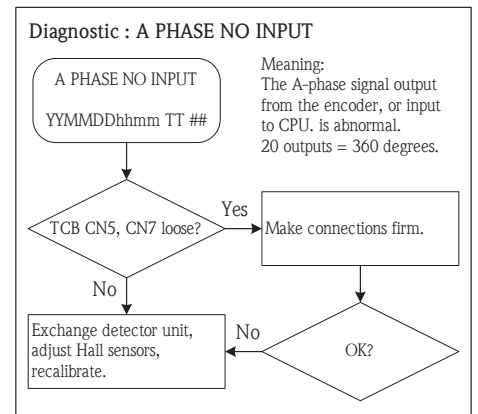 Diagnostic : A PHASE NO INPUT
A PHASE NO INPUT
YYMMDDhhmm TT ##
Meaning:
The A-phase signal output
from the encoder, or input
to CPU. is abnormal.
20 outputs = 360 degrees.
TCB CN5, CN7 loose?
Yes
Make connections firm.
No
Exchange detector unit,
adjust Hall sensors,
recalibrate.
No
OK?